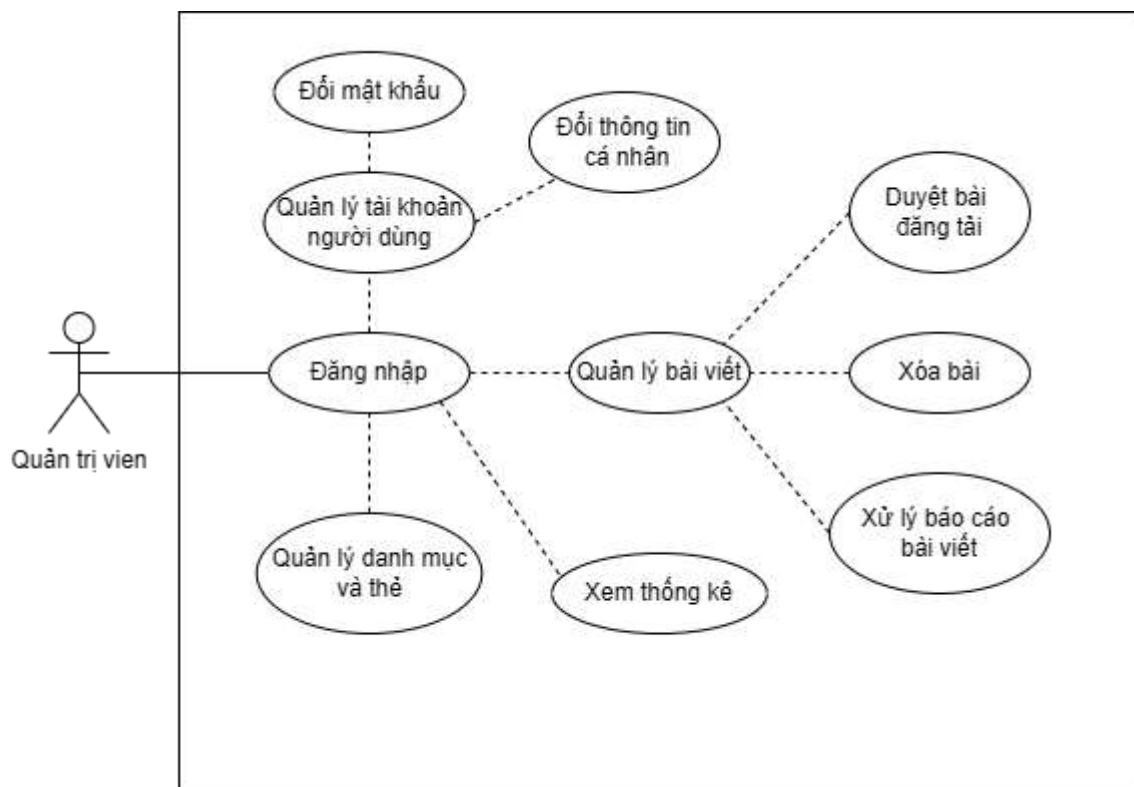 Đổi mật khẩu
Đổi thông tin
cá nhân
Quản lý tài khoản
người dùng
Duyệt bài
đăng tải
Đăng nhập
Quản lý bài viết
Xóa bài
Quản trị vien
Xử lý báo cáo
bài viết
Quản lý danh mục
và thẻ
Xem thống kê